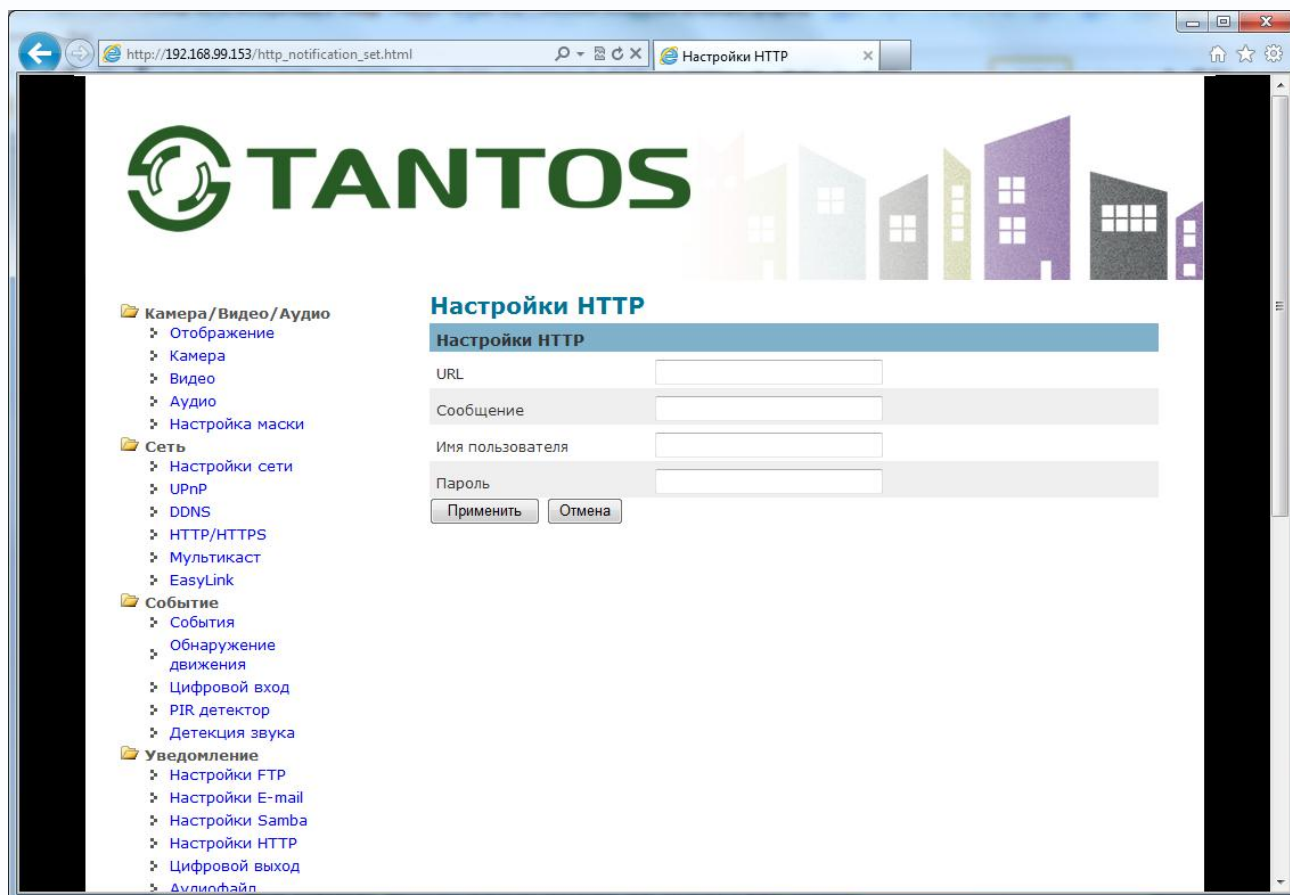 http://192.168.99.153/http_notification_set.html
Настройки HTTP
TANTOS
Камера/Видео/Аудио
Отображение
Камера
Видео
Аудио
Настройка маски
Сеть
Настройки сети
UPnP
DDNS
HTTP/HTTPS
Мультикаст
EasyLink
Событие
События
Обнаружение
движения
Цифровой вход
PIR детектор
Детекция звука
Уведомление
Настройки FTP
Настройки E-mail
Настройки Samba
Настройки HTTP
Цифровой выход
Аудиофайл
Настройки HTTP
Настройки HTTP
URL
Сообщение
Имя пользователя
Пароль
Применить Отмена